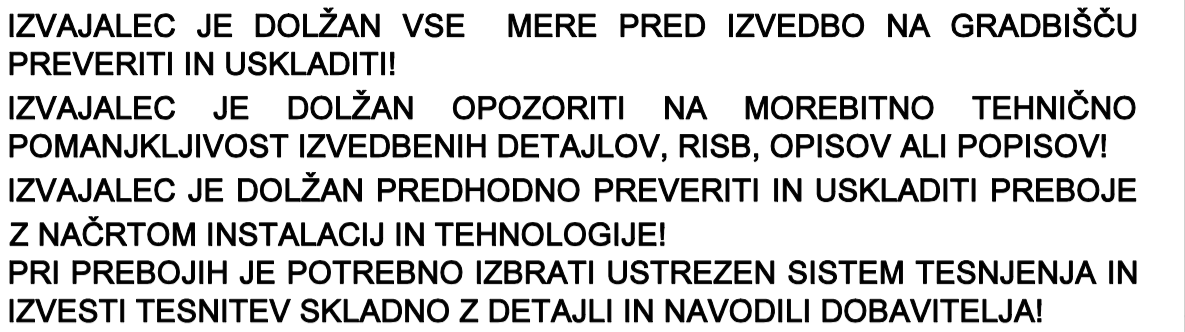 IZVAJALEC JE DOLŽAN VSE MERE PRED IZVEDBO NA GRADBIŠČU
PREVERITI IN USKLADITI!
IZVAJALEC JE DOLŽAN OPOZORITI NA MOREBITNO TEHNIČNO
POMANJKLJIVOST IZVEDBENIH DETAJLOV, RISB, OPISOV ALI POPISOV!
IZVAJALEC JE DOLŽAN PREDHODNO PREVERITI IN USKLADITI PREBOJE
Z NAČRTOM INSTALACIJ IN TEHNOLOGIJE!
PRI PREBOJIH JE POTREBNO IZBRATI USTREZEN SISTEM TESNJENJA IN
IZVESTI TESNITEV SKLADNO Z DETAJLI IN NAVODILI DOBAVITELJA!